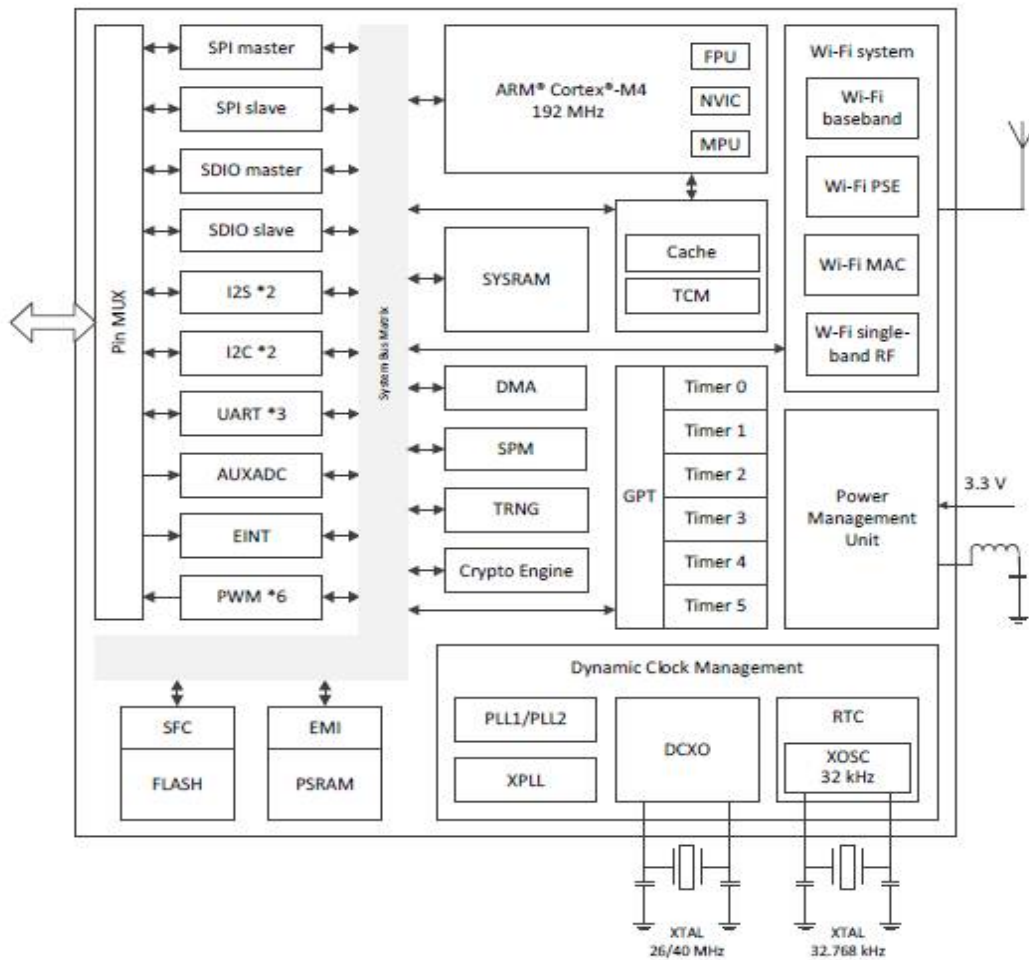 Pin MUX
SPI master
SPI slave
SDIO master
SDIO slave
I2S *2
I2C *2
UART *3
AUXADC
EINT
PWM *6
System Bus Matrix
ARM® Cortex®-M4
192 MHz
FPU
NVIC
MPU
Cache
TCM
SYSRAM
DMA
SPM
TRNG
Crypto Engine
GPT
Timer 0
Timer 1
Timer 2
Timer 3
Timer 4
Timer 5
Wi-Fi system
Wi-Fi
baseband
Wi-Fi PSE
Wi-Fi MAC
W-Fi single-
band RF
Power
Management
Unit
3.3 V
SFC
FLASH
EMI
PSRAM
Dynamic Clock Management
PLL1/PLL2
XPLL
DCXO
RTC
XOSC
32 kHz
XTAL
26/40 MHz
XTAL
32.768 kHz